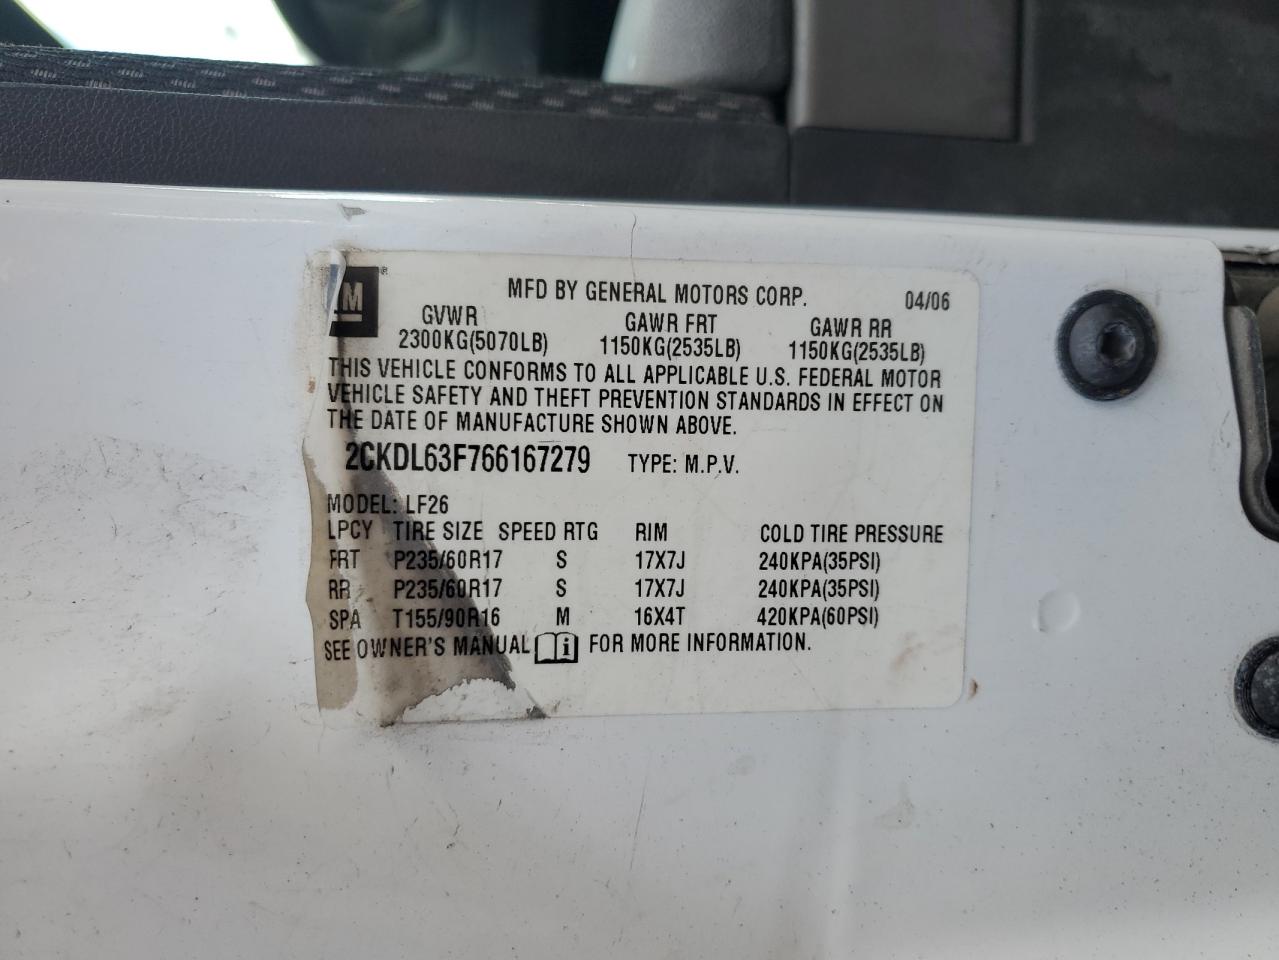 GM®
MFD BY GENERAL MOTORS CORP. 04/06
GVWR GAWR FRT GAWR RR
2300KG(5070LB) 1150KG(2535LB) 1150KG(2535LB)
THIS VEHICLE CONFORMS TO ALL APPLICABLE U.S. FEDERAL MOTOR
VEHICLE SAFETY AND THEFT PREVENTION STANDARDS IN EFFECT ON
THE DATE OF MANUFACTURE SHOWN ABOVE.
2CKDL63F766167279 TYPE: M.P.V.
MODEL: LF26
LPCY TIRE SIZE SPEED RTG RIM COLD TIRE PRESSURE
FRT P235/60R17 S 17X7J 240KPA(35PSI)
RR P235/60R17 S 17X7J 240KPA(35PSI)
SPA T155/90R16 M 16X4T 420KPA(60PSI)
SEE OWNER'S MANUAL i FOR MORE INFORMATION.